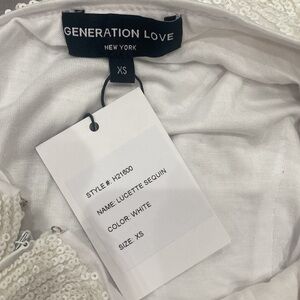 GENERATION LOVE
NEW YORK
XS
STYLE #: H21600
NAME: LUCETTE SEQUIN
COLOR: WHITE
SIZE: XS